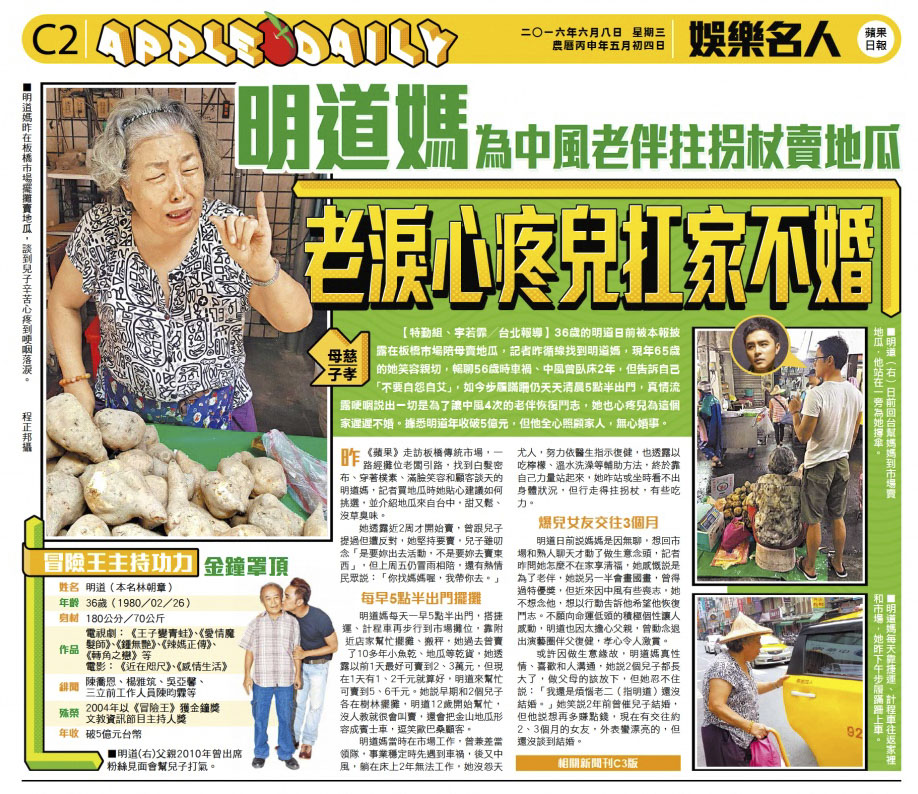 C2
APPLE DAILY
二〇一六年六月八日 星期三
農曆丙申年五月初四日
娛樂名人
蘋果
日報
明道媽為中風老伴拄拐杖賣地瓜
老淚心疼兒扛家不婚
■明道媽昨在板橋市場擺攤賣地瓜，談到兒子辛苦心疼到哽咽落淚。 程正邦攝
慈孝
母子
【特勤組、李若霏／台北報導】36歲的明道日前被本報披
露在板橋市場陪母賣地瓜，記者昨循線找到明道媽，現年65歲
的她笑容親切，暢聊56歲時車禍、中風曾臥床2年，但告訴自己
「不要自怨自艾」，如今步履蹣跚仍天天清晨5點半出門，真情流
露哽咽說出一切是為了讓中風4次的老伴恢復鬥志，她也心疼兒為這個
家遲遲不婚。據悉明道年收破5億元，但他全心照顧家人，無心婚事。
昨《蘋果》走訪板橋傳統市場，一
路經攤位老闆引路，找到白髮密
布、穿著樸素、滿臉笑容和顧客談天的
明道媽，記者買地瓜時她貼心建議如何
挑選，並介紹地瓜來自台中，甜又鬆、
沒草臭味。
她透露近2周才開始賣，曾跟兒子
提過但遭反對，她堅持要賣，兒子雖叨
念「是要妳出去活動，不是要妳去賣東
西」，但上周五仍冒雨相陪，還有熱情
民眾說：「你找媽媽喔，我帶你去。」
每早5點半出門擺攤
明道媽每天一早5點半出門，搭捷
運、計程車再步行到市場攤位，靠附
近店家幫忙擺攤、搬秤，她過去曾賣
了10多年小魚乾、地瓜等乾貨，她透
露以前1天最好可賣到2、3萬元，但現
在1天有1、2千元就算好，明道來幫忙
可賣到5、6千元。她說早期和2個兒子
各在樹林擺攤，明道12歲開始幫忙，
沒人教就很會叫賣，還會把金山地瓜形
容成賓士車，逗笑歐巴桑顧客。
明道媽當時在市場工作，曾兼差當
領隊，事業穩定時先遇到車禍，後又中
風，躺在床上2年無法工作，她沒怨天
尤人，努力依醫生指示復健，也透露以
吃檸檬、溫水洗澡等輔助方法，終於靠
自己力量站起來，她昨站或坐時看不出
身體狀況，但行走得拄拐杖，有些吃
力。
爆兒女友交往3個月
明道日前說媽媽是因無聊，想回市
場和熟人聊天才動了做生意念頭，記者
昨問她怎麼不在家享清福，她感慨說是
為了老伴，她說另一半會畫國畫，曾得
過特優獎，但近來因中風有些喪志，她
不想念他，想以行動告訴他希望他恢復
鬥志。不願向命運低頭的積極個性讓人
感動，明道也因太擔心父親，曾動念退
出演藝圈伴父復健，孝心令人激賞。
或許因做生意緣故，明道媽真性
情、喜歡和人溝通，她說2個兒子都長
大了，做父母的該放下，但她忍不住
說：「我還是煩惱老二（指明道）還沒
結婚。」她笑說2年前曾催兒子結婚，
但他說想再多賺點錢，現在有交往約
2、3個月的女友，外表蠻漂亮的，但
還沒談到結婚。
相關新聞刊C3版
■明道（右）日前回台幫媽媽到市場賣
地瓜，他站在一旁為她撐傘。
■明道媽每天靠捷運、計程車往返家裡
和市場，她昨下午步履蹣跚上車。
92
冒險王主持功力 金鐘罩頂
姓名 明道（本名林朝章）
年齡 36歲（1980／02／26）
身材 180公分／70公斤
作品 電視劇：《王子變青蛙》、《愛情魔
髮師》、《鍾無艷》、《辣媽正傳》、
《轉角之戀》等
電影：《近在咫尺》、《感情生活》
緋聞 陳喬恩、楊雅筑、吳亞馨、
三立前工作人員陳昀霖等
殊榮 2004年以《冒險王》獲金鐘獎
文教資訊節目主持人獎
年收 破5億元台幣
■明道(右)父親2010年曾出席
粉絲見面會幫兒子打氣。